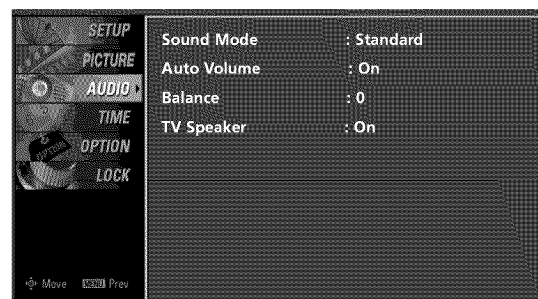 SETUP
PICTURE
AUDIO
TIME
OPTION
LOCK
Sound Mode : Standard
Auto Volume : On
Balance : 0
TV Speaker : On
Move MENU Prev